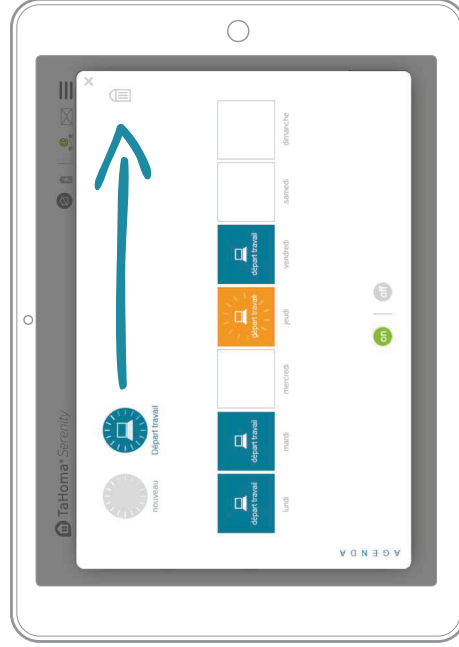 TaHoma® Serenity
nouveau
Départ travail
départ travail
départ travail
départ travail
départ travail
lundi
mardi
mercredi
jeudi
vendredi
samedi
dimanche
on
off
AGENDA